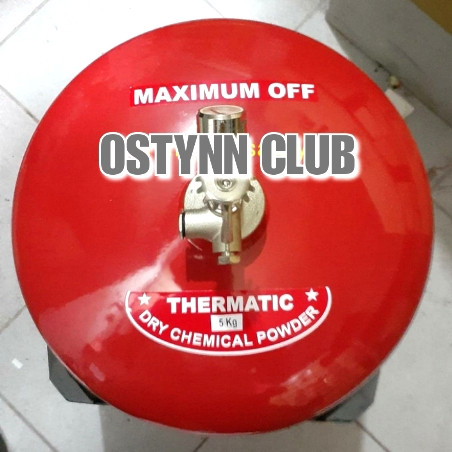 MAXIMUM OFF
OSTYNN CLUB
THERMATIC
5 Kg
★ DRY CHEMICAL POWDER ★